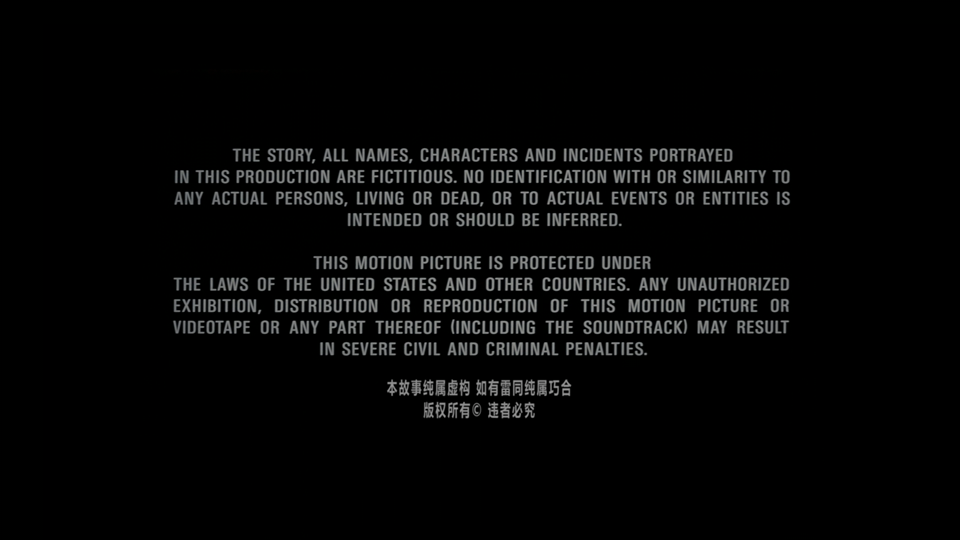 THE STORY, ALL NAMES, CHARACTERS AND INCIDENTS PORTRAYED
IN THIS PRODUCTION ARE FICTITIOUS. NO IDENTIFICATION WITH OR SIMILARITY TO
ANY ACTUAL PERSONS, LIVING OR DEAD, OR TO ACTUAL EVENTS OR ENTITIES IS
INTENDED OR SHOULD BE INFERRED.
THIS MOTION PICTURE IS PROTECTED UNDER
THE LAWS OF THE UNITED STATES AND OTHER COUNTRIES. ANY UNAUTHORIZED
EXHIBITION, DISTRIBUTION OR REPRODUCTION OF THIS MOTION PICTURE OR
VIDEOTAPE OR ANY PART THEREOF (INCLUDING THE SOUNDTRACK) MAY RESULT
IN SEVERE CIVIL AND CRIMINAL PENALTIES.
本故事纯属虚构 如有雷同纯属巧合
版权所有© 违者必究